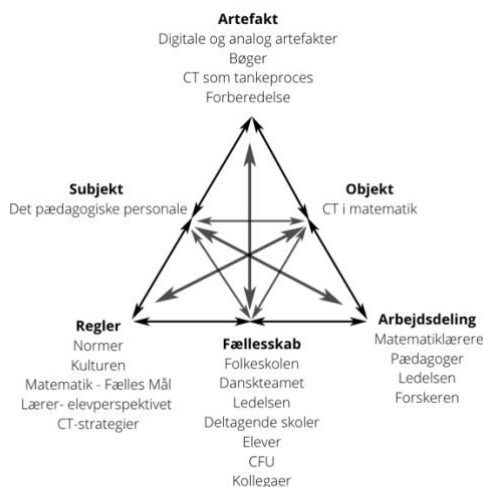 Artefakt
Digitale og analog artefakter
Bøger
CT som tankeproces
Forberedelse
Subjekt
Det pædagogiske personale
Objekt
CT i matematik
Regler
Normer
Kulturen
Matematik - Fælles Mål
Lærer- elevperspektivet
CT-strategier
Fællesskab
Folkeskolen
Danskteamet
Ledelsen
Deltagende skoler
Elever
CFU
Kollegaer
Arbejdsdeling
Matematiklærere
Pædagoger
Ledelsen
Forskeren